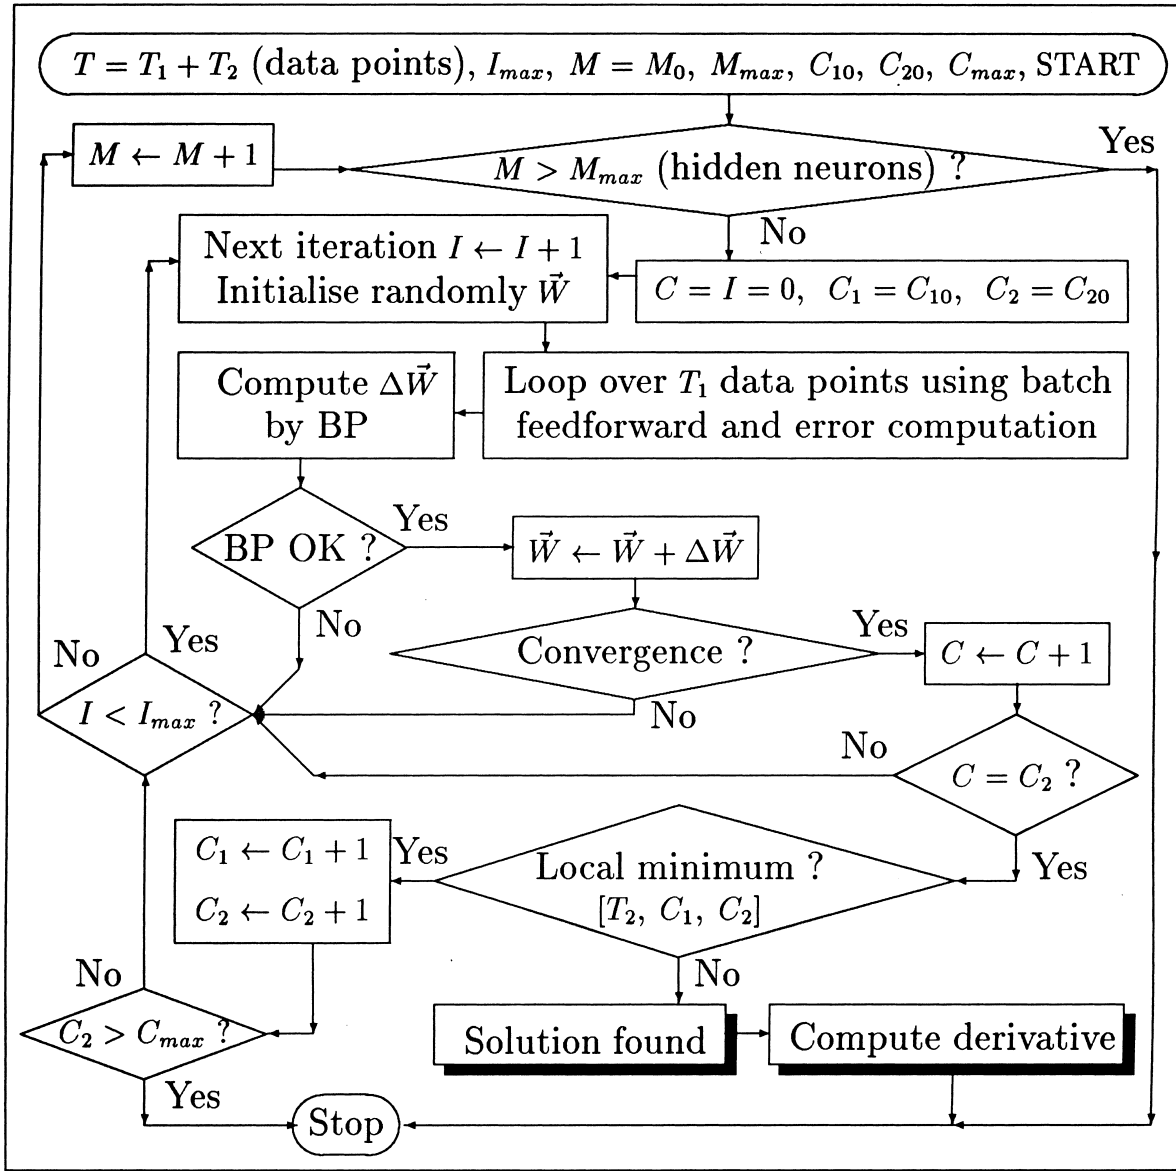 T = T₁ + T₂ (data points), I_max, M = M₀, M_max, C₁₀, C₂₀, C_max, START
M ← M + 1
M > M_max (hidden neurons) ?
Yes
No
Next iteration I ← I + 1
Initialise randomly W⃗
C = I = 0, C₁ = C₁₀, C₂ = C₂₀
Compute ΔW⃗
by BP
Loop over T₁ data points using batch
feedforward and error computation
BP OK ?
Yes
W⃗ ← W⃗ + ΔW⃗
No
Convergence ?
Yes
C ← C + 1
No
No
Yes
I < I_max ?
No
C = C₂ ?
Yes
C₁ ← C₁ + 1
C₂ ← C₂ + 1
Yes
Local minimum ?
[T₂, C₁, C₂]
No
No
C₂ > C_max ?
Solution found
Compute derivative
Yes
Stop